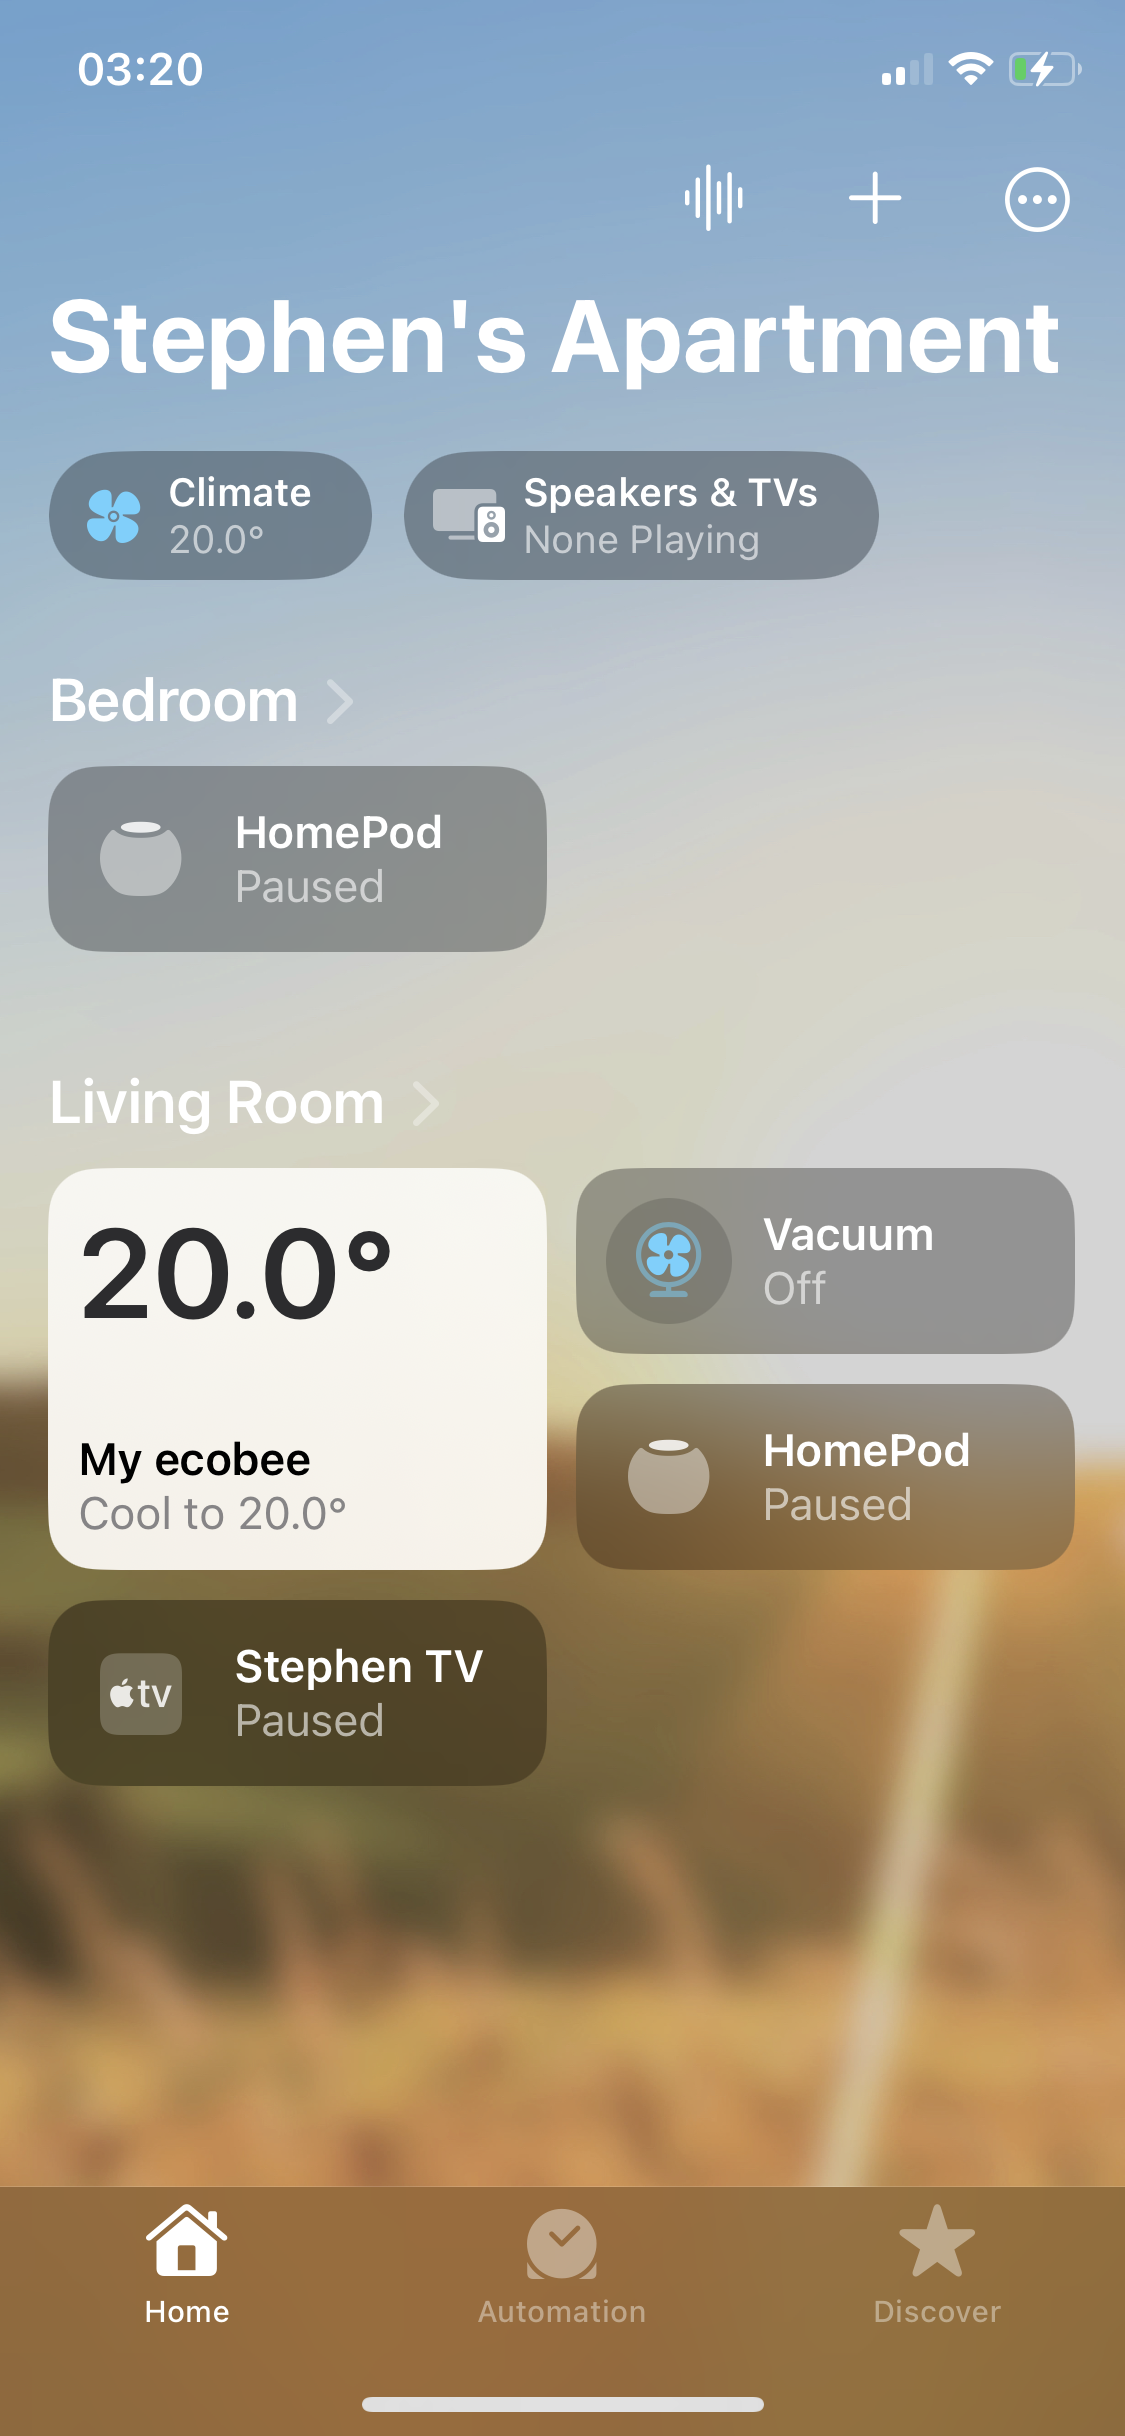 03:20
Stephen's Apartment
Climate
20.0°
Speakers & TVs
None Playing
Bedroom
HomePod
Paused
Living Room
20.0°
My ecobee
Cool to 20.0°
Vacuum
Off
HomePod
Paused
tv
Stephen TV
Paused
Home
Automation
Discover